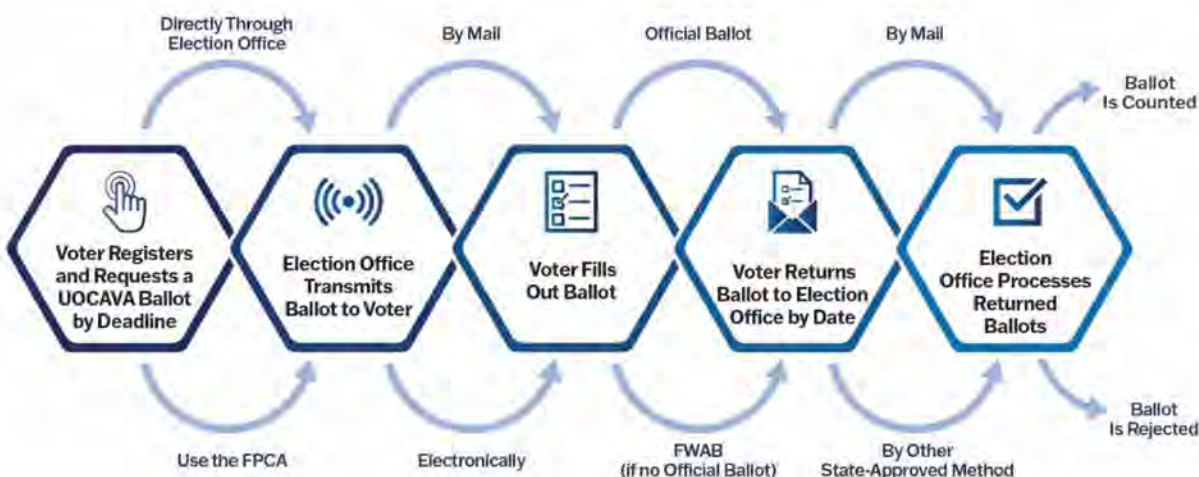 Directly Through
Election Office
By Mail
Official Ballot
By Mail
Ballot
Is Counted
Voter Registers
and Requests a
UOCAVA Ballot
by Deadline
Election Office
Transmits
Ballot to Voter
Voter Fills
Out Ballot
Voter Returns
Ballot to Election
Office by Date
Election
Office Processes
Returned
Ballots
Use the FPCA
Electronically
FWAB
(if no Official Ballot)
By Other
State-Approved Method
Ballot
Is Rejected